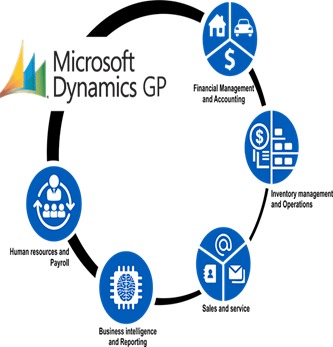 Microsoft
Dynamics GP
Financial Management
and Accounting
Inventory management
and Operations
Sales and service
Business intelligence
and Reporting
Human resources and
Payroll